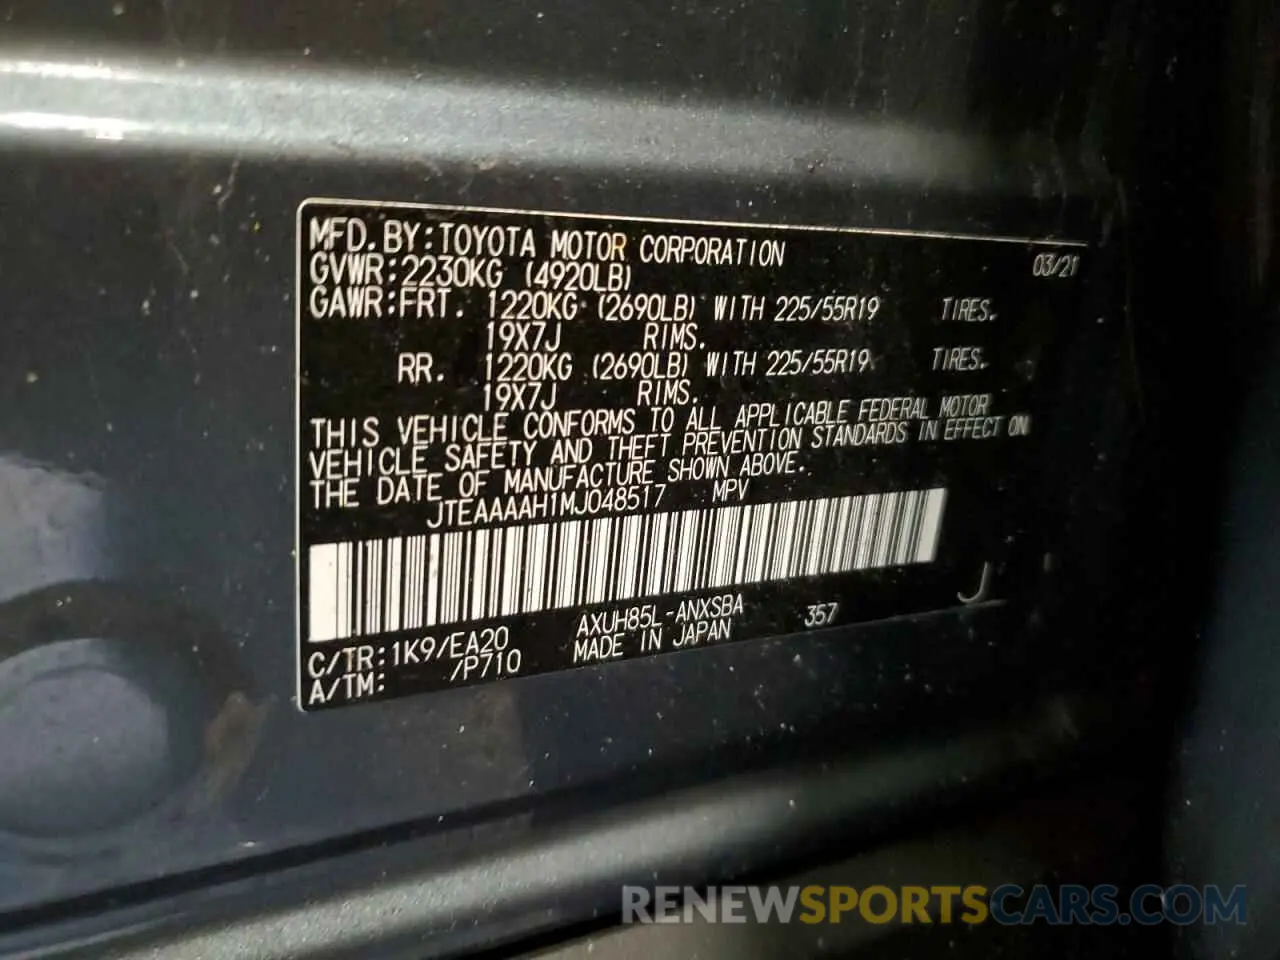 MFD. BY: TOYOTA MOTOR CORPORATION 03/21
GVWR: 2230KG (4920LB)
GAWR: FRT. 1220KG (2690LB) WITH 225/55R19 TIRES.
19X7J RIMS.
RR. 1220KG (2690LB) WITH 225/55R19 TIRES.
19X7J RIMS.
THIS VEHICLE CONFORMS TO ALL APPLICABLE FEDERAL MOTOR
VEHICLE SAFETY AND THEFT PREVENTION STANDARDS IN EFFECT ON
THE DATE OF MANUFACTURE SHOWN ABOVE.
JTEAAAAH1MJ048517 MPV
J
AXUH85L-ANXSBA 357
C/TR: 1K9/EA20 MADE IN JAPAN
A/TM: /P710
RENEWSPORTSCARS.COM